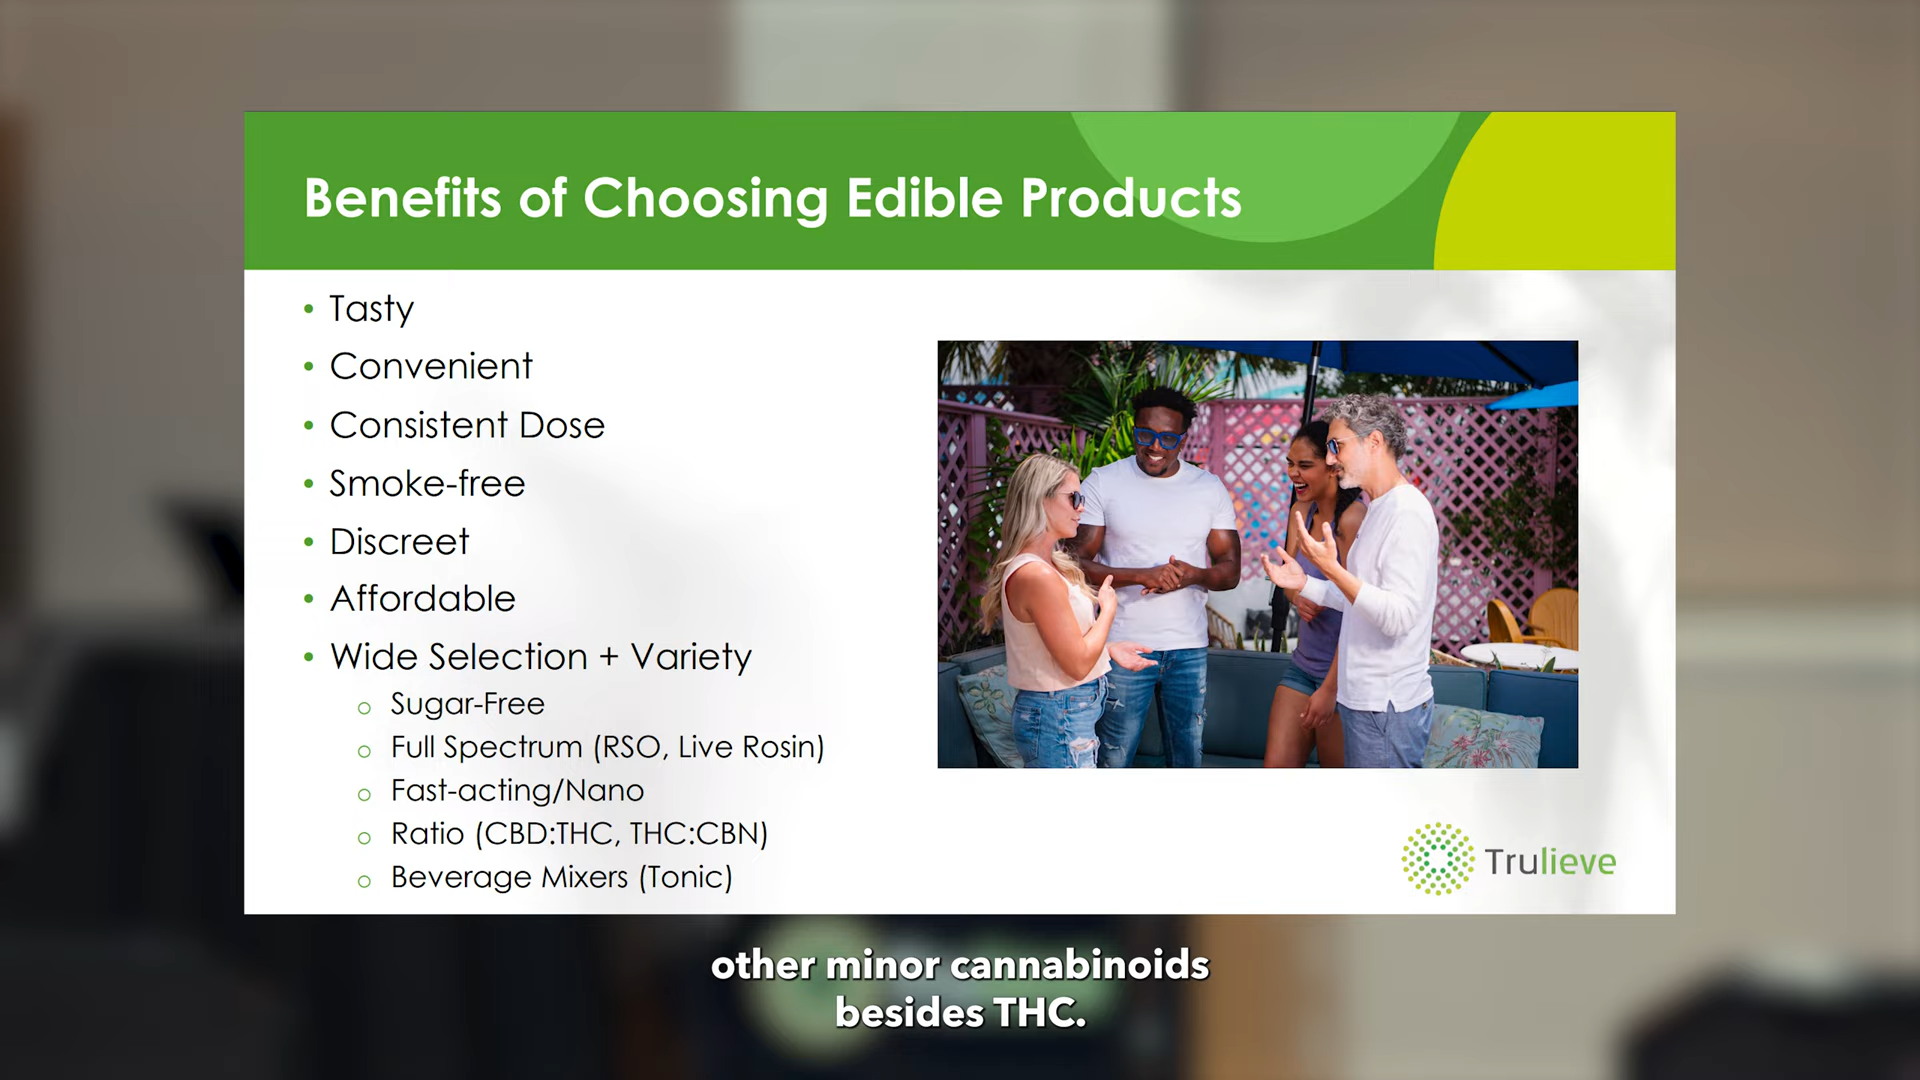 Benefits of Choosing Edible Products
• Tasty
• Convenient
• Consistent Dose
• Smoke-free
• Discreet
• Affordable
• Wide Selection + Variety
o Sugar-Free
o Full Spectrum (RSO, Live Rosin)
o Fast-acting/Nano
o Ratio (CBD:THC, THC:CBN)
o Beverage Mixers (Tonic)
Trulieve
other minor cannabinoids
besides THC.